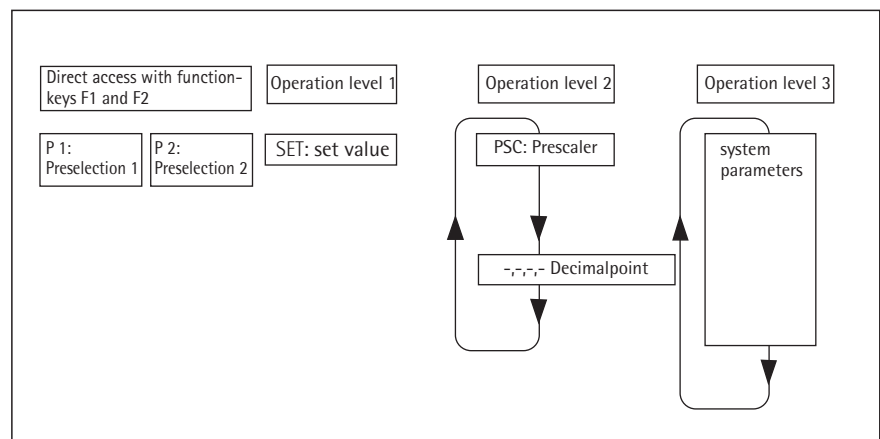 Direct access with function-
keys F1 and F2
Operation level 1
Operation level 2
Operation level 3
P 1:
Preselection 1
P 2:
Preselection 2
SET: set value
PSC: Prescaler
system
parameters
-,-,-,- Decimalpoint